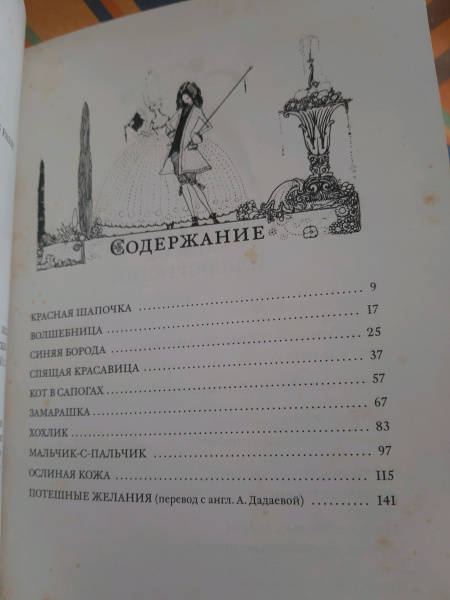 СОДЕРЖАНИЕ
КРАСНАЯ ШАПОЧКА ........ 9
ВОЛШЕБНИЦА ........ 17
СИНЯЯ БОРОДА ........ 25
СПЯЩАЯ КРАСАВИЦА ........ 37
КОТ В САПОГАХ ........ 57
ЗАМАРАШКА ........ 67
ХОХЛИК ........ 83
МАЛЬЧИК-С-ПАЛЬЧИК ........ 97
ОСЛИНАЯ КОЖА ........ 115
ПОТЕШНЫЕ ЖЕЛАНИЯ (перевод с англ. А. Дадаевой) ........ 141